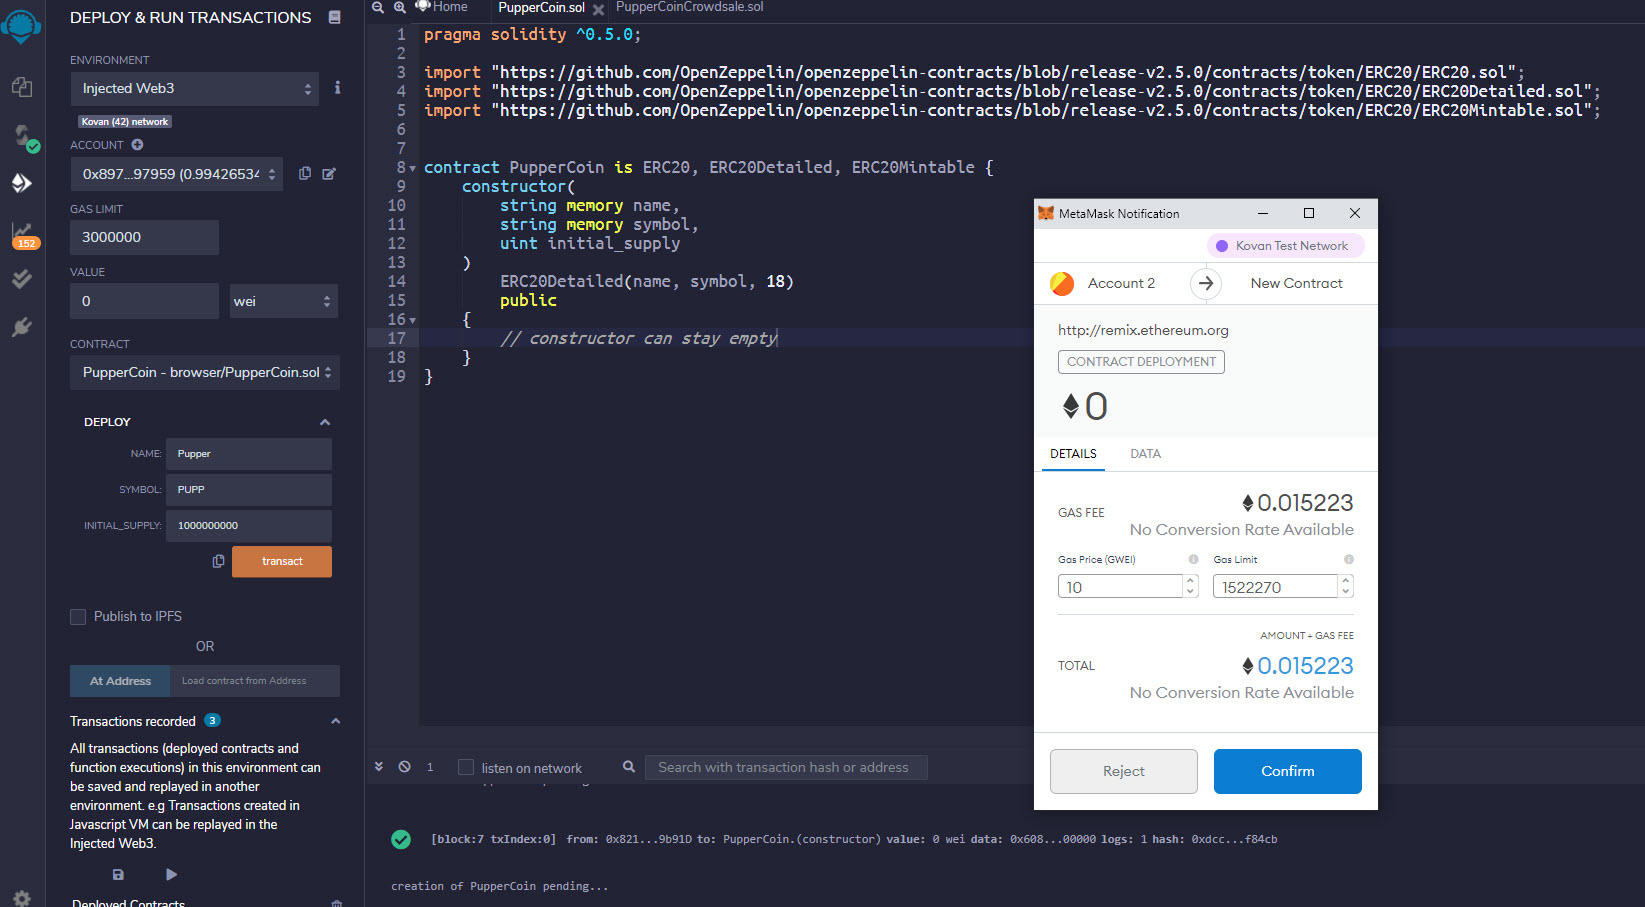 DEPLOY & RUN TRANSACTIONS
ENVIRONMENT
Injected Web3
Kovan (42) network
ACCOUNT
0x897...97959 (0.99426534
GAS LIMIT
3000000
VALUE
0
wei
CONTRACT
PupperCoin - browser/PupperCoin.sol
DEPLOY
NAME: Pupper
SYMBOL: PUPP
INITIAL_SUPPLY: 1000000000
transact
Publish to IPFS
OR
At Address Load contract from Address
Transactions recorded 3
All transactions (deployed contracts and
function executions) in this environment can
be saved and replayed in another
environment. e.g Transactions created in
Javascript VM can be replayed in the
Injected Web3.
Deployed Contracts
152
Home PupperCoin.sol PupperCoinCrowdsale.sol
1 pragma solidity ^0.5.0;
2
3 import "https://github.com/OpenZeppelin/openzeppelin-contracts/blob/release-v2.5.0/contracts/token/ERC20/ERC20.sol";
4 import "https://github.com/OpenZeppelin/openzeppelin-contracts/blob/release-v2.5.0/contracts/token/ERC20/ERC20Detailed.sol";
5 import "https://github.com/OpenZeppelin/openzeppelin-contracts/blob/release-v2.5.0/contracts/token/ERC20/ERC20Mintable.sol";
6
7
8 contract PupperCoin is ERC20, ERC20Detailed, ERC20Mintable {
9 constructor(
10 string memory name,
11 string memory symbol,
12 uint initial_supply
13 )
14 ERC20Detailed(name, symbol, 18)
15 public
16 {
17 // constructor can stay empty
18 }
19 }
1 listen on network Search with transaction hash or address
[block:7 txIndex:0] from: 0x821...9b91D to: PupperCoin.(constructor) value: 0 wei data: 0x608...00000 logs: 1 hash: 0xdcc...f84cb
creation of PupperCoin pending...
MetaMask Notification
Kovan Test Network
Account 2 New Contract
http://remix.ethereum.org
CONTRACT DEPLOYMENT
0
DETAILS DATA
GAS FEE 0.015223
No Conversion Rate Available
Gas Price (GWEI) Gas Limit
10 1522270
AMOUNT + GAS FEE
TOTAL 0.015223
No Conversion Rate Available
Reject Confirm